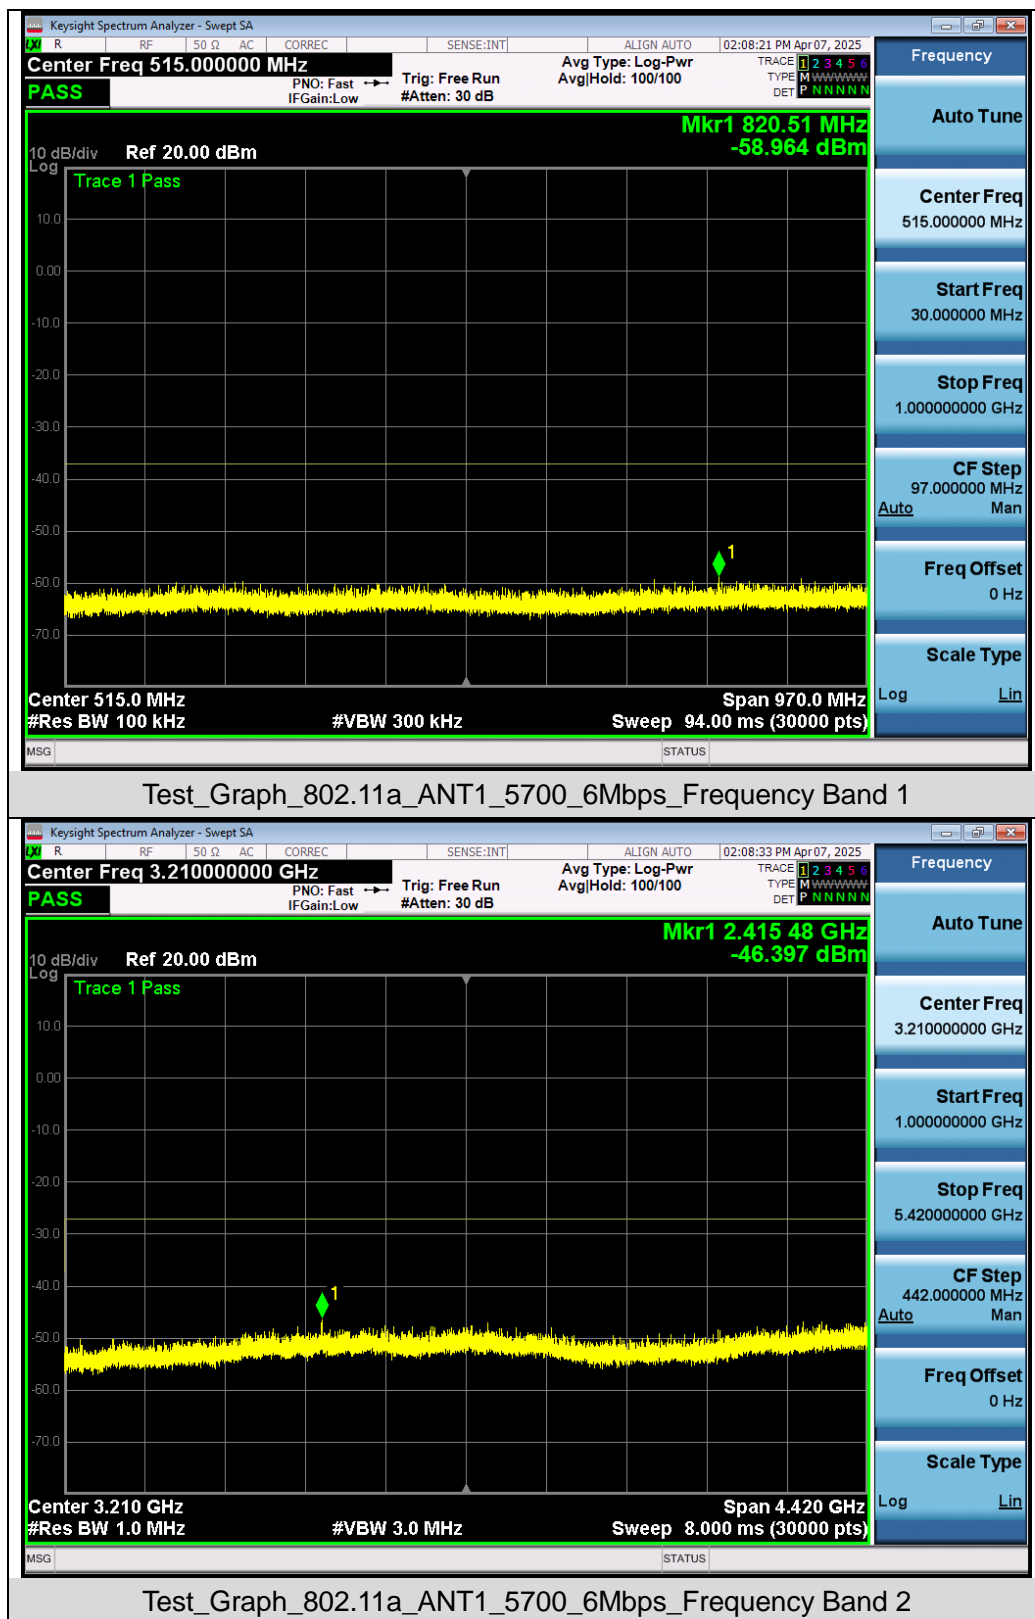 Keysight Spectrum Analyzer - Swept SA
LXI R RF 50 Ω AC CORREC SENSE:INT ALIGN AUTO 02:08:21 PM Apr 07, 2025
Center Freq 515.000000 MHz
PASS
PNO: Fast
IFGain:Low
Trig: Free Run
#Atten: 30 dB
Avg Type: Log-Pwr
Avg|Hold: 100/100
TRACE 1 2 3 4 5 6
TYPE M WWWWW
DET P N N N N N
Mkr1 820.51 MHz
-58.964 dBm
10 dB/div Ref 20.00 dBm
Log
Trace 1 Pass
10.0
0.00
-10.0
-20.0
-30.0
-40.0
-50.0
-60.0
-70.0
1
Center 515.0 MHz Span 970.0 MHz
#Res BW 100 kHz #VBW 300 kHz Sweep 94.00 ms (30000 pts)
MSG STATUS
Frequency
Auto Tune
Center Freq
515.000000 MHz
Start Freq
30.000000 MHz
Stop Freq
1.000000000 GHz
CF Step
97.000000 MHz
Auto Man
Freq Offset
0 Hz
Scale Type
Log Lin
Test_Graph_802.11a_ANT1_5700_6Mbps_Frequency Band 1
Keysight Spectrum Analyzer - Swept SA
LXI R RF 50 Ω AC CORREC SENSE:INT ALIGN AUTO 02:08:33 PM Apr 07, 2025
Center Freq 3.210000000 GHz
PASS
PNO: Fast
IFGain:Low
Trig: Free Run
#Atten: 30 dB
Avg Type: Log-Pwr
Avg|Hold: 100/100
TRACE 1 2 3 4 5 6
TYPE M WWWWW
DET P N N N N N
Mkr1 2.415 48 GHz
-46.397 dBm
10 dB/div Ref 20.00 dBm
Log
Trace 1 Pass
10.0
0.00
-10.0
-20.0
-30.0
-40.0
-50.0
-60.0
-70.0
1
Center 3.210 GHz Span 4.420 GHz
#Res BW 1.0 MHz #VBW 3.0 MHz Sweep 8.000 ms (30000 pts)
MSG STATUS
Frequency
Auto Tune
Center Freq
3.210000000 GHz
Start Freq
1.000000000 GHz
Stop Freq
5.420000000 GHz
CF Step
442.000000 MHz
Auto Man
Freq Offset
0 Hz
Scale Type
Log Lin
Test_Graph_802.11a_ANT1_5700_6Mbps_Frequency Band 2